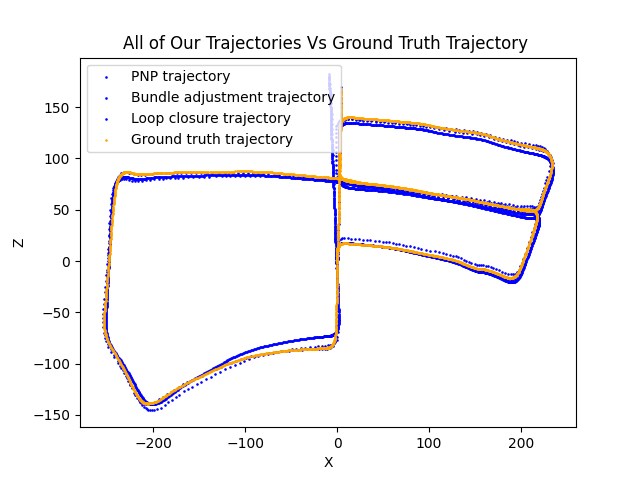 All of Our Trajectories Vs Ground Truth Trajectory
PNP trajectory
Bundle adjustment trajectory
Loop closure trajectory
Ground truth trajectory
150
100
50
0
−50
−100
−150
Z
−200
−100
0
100
200
X